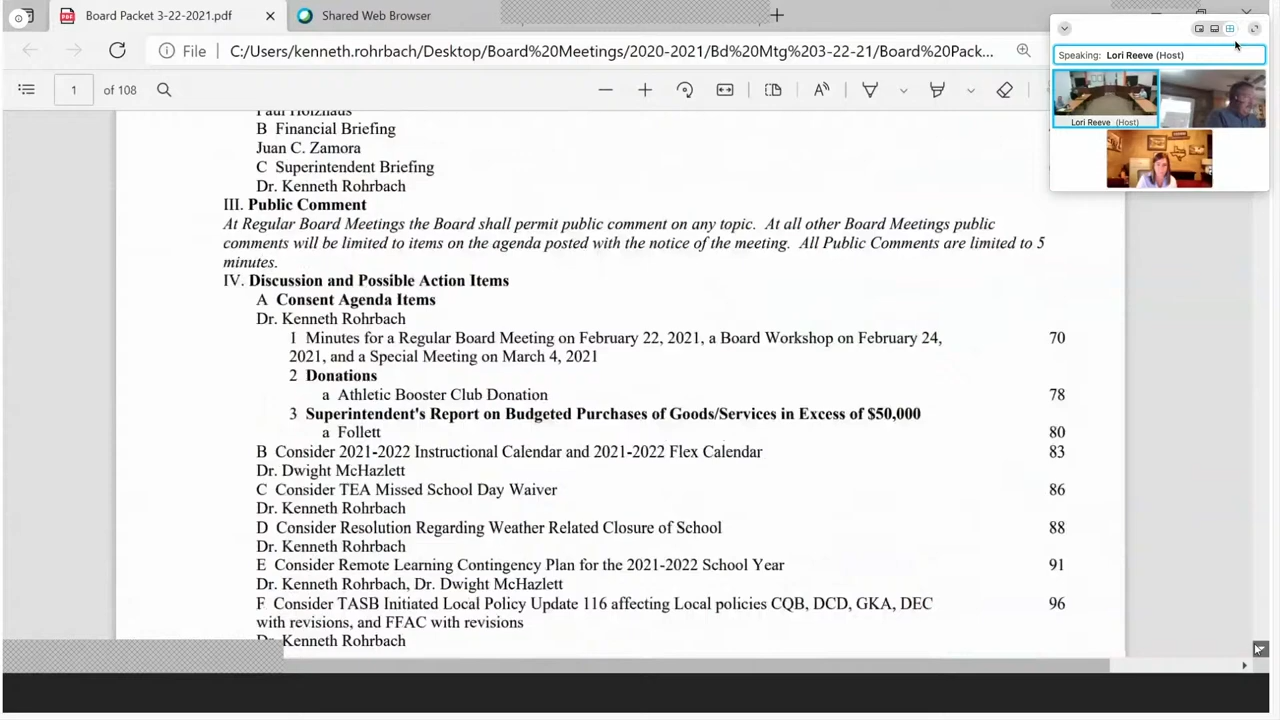 Board Packet 3-22-2021.pdf
Shared Web Browser
File
C:/Users/kenneth.rohrbach/Desktop/Board%20Meetings/2020-2021/Bd%20Mtg%203-22-21/Board%20Pack...
1 of 108
Speaking: Lori Reeve (Host)
Lori Reeve (Host)
Paul Holzhaus
B Financial Briefing
Juan C. Zamora
C Superintendent Briefing
Dr. Kenneth Rohrbach
III. Public Comment
At Regular Board Meetings the Board shall permit public comment on any topic. At all other Board Meetings public
comments will be limited to items on the agenda posted with the notice of the meeting. All Public Comments are limited to 5
minutes.
IV. Discussion and Possible Action Items
A Consent Agenda Items
Dr. Kenneth Rohrbach
1 Minutes for a Regular Board Meeting on February 22, 2021, a Board Workshop on February 24, 70
2021, and a Special Meeting on March 4, 2021
2 Donations
a Athletic Booster Club Donation 78
3 Superintendent's Report on Budgeted Purchases of Goods/Services in Excess of $50,000
a Follett 80
B Consider 2021-2022 Instructional Calendar and 2021-2022 Flex Calendar 83
Dr. Dwight McHazlett
C Consider TEA Missed School Day Waiver 86
Dr. Kenneth Rohrbach
D Consider Resolution Regarding Weather Related Closure of School 88
Dr. Kenneth Rohrbach
E Consider Remote Learning Contingency Plan for the 2021-2022 School Year 91
Dr. Kenneth Rohrbach, Dr. Dwight McHazlett
F Consider TASB Initiated Local Policy Update 116 affecting Local policies CQB, DCD, GKA, DEC 96
with revisions, and FFAC with revisions
Dr. Kenneth Rohrbach